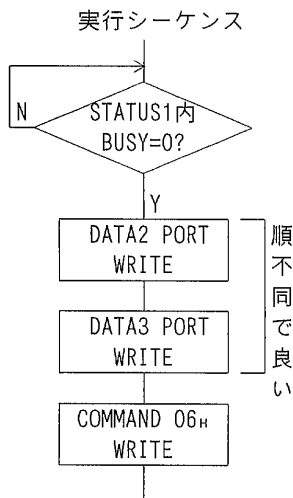 実行シーケンス
N
STATUS1内
BUSY=0?
Y
DATA2 PORT
WRITE
DATA3 PORT
WRITE
順不同で良い
COMMAND 06H
WRITE